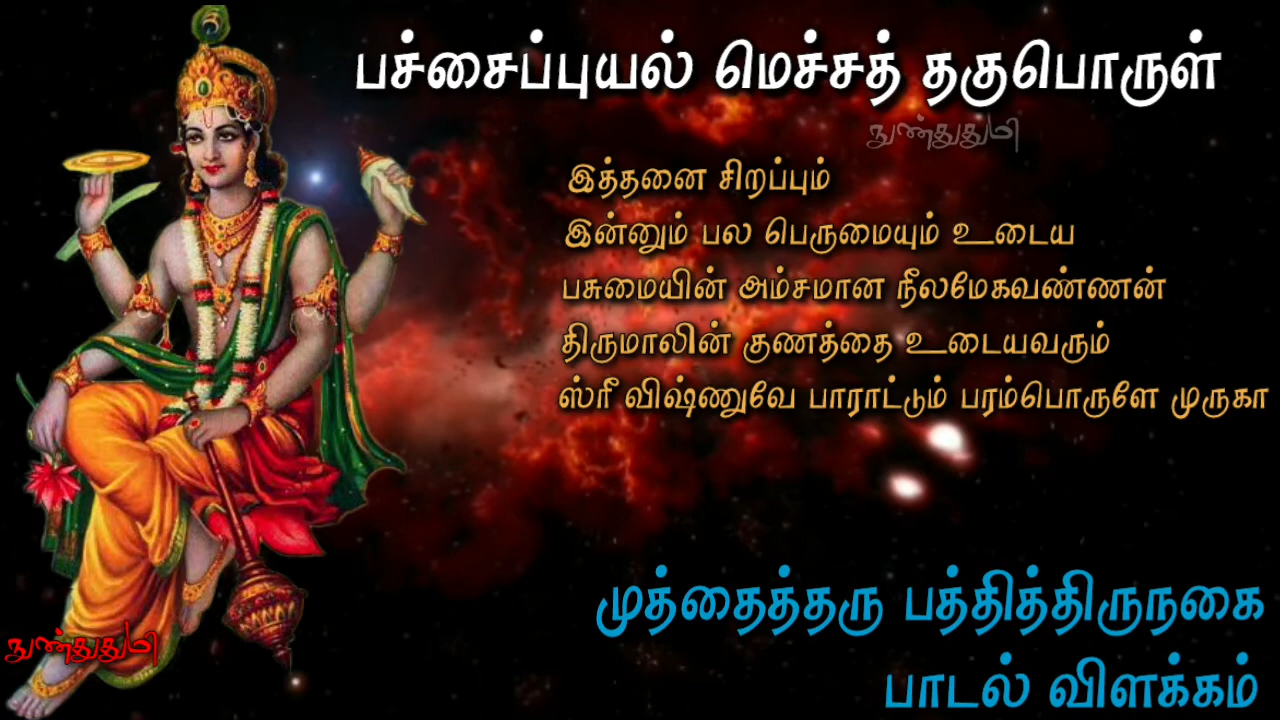 பச்சைப்புயல் மெச்சத் தகுபொருள்
நுண்துதுமி
இத்தனை சிறப்பும்
இன்னும் பல பெருமையும் உடைய
பசுமையின் அம்சமான நீலமேகவண்ணன்
திருமாலின் குணத்தை உடையவரும்
ஸ்ரீ விஷ்ணுவே பாராட்டும் பரம்பொருளே முருகா
முத்தைத்தரு பத்தித்திருநகை
நுண்துதுமி
பாடல் விளக்கம்